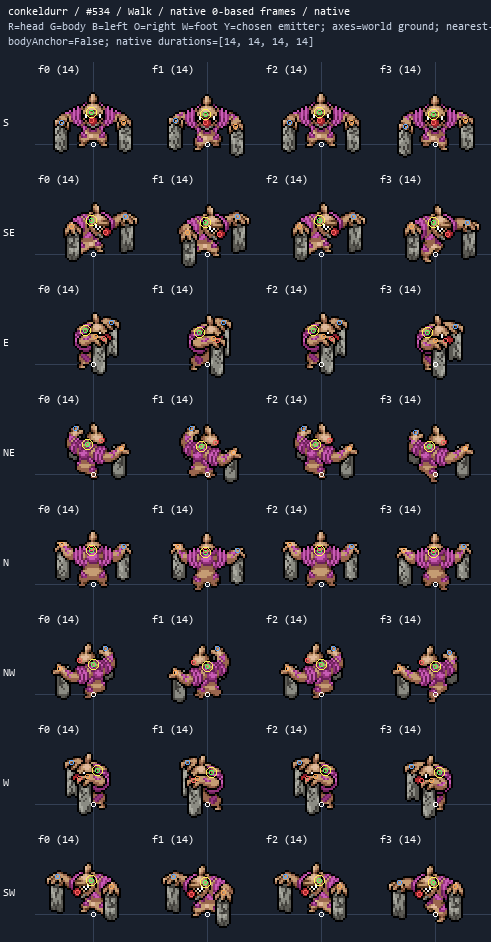 conkeldurr / #534 / Walk / native 0-based frames / native
R=head G=body B=left O=right W=foot Y=chosen emitter; axes=world ground; nearest-
bodyAnchor=False; native durations=[14, 14, 14, 14]
f0 (14) f1 (14) f2 (14) f3 (14)
S
f0 (14) f1 (14) f2 (14) f3 (14)
SE
f0 (14) f1 (14) f2 (14) f3 (14)
E
f0 (14) f1 (14) f2 (14) f3 (14)
NE
f0 (14) f1 (14) f2 (14) f3 (14)
N
f0 (14) f1 (14) f2 (14) f3 (14)
NW
f0 (14) f1 (14) f2 (14) f3 (14)
W
f0 (14) f1 (14) f2 (14) f3 (14)
SW